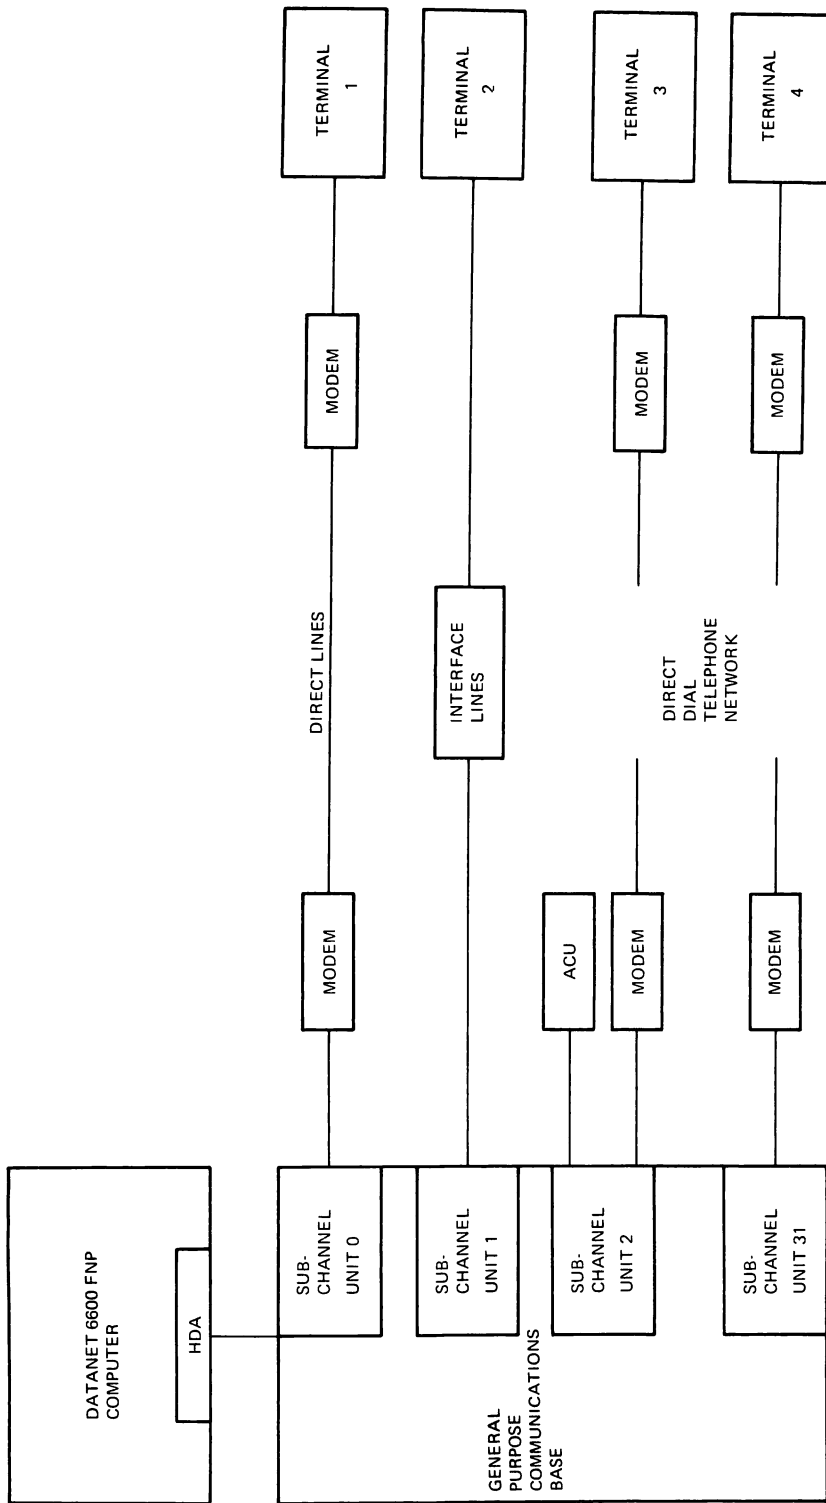 DATANET 6600 FNP
COMPUTER
HDA
GENERAL
PURPOSE
COMMUNICATIONS
BASE
SUB-
CHANNEL
UNIT 0
MODEM
DIRECT LINES
MODEM
TERMINAL
1
SUB-
CHANNEL
UNIT 1
INTERFACE
LINES
TERMINAL
2
SUB-
CHANNEL
UNIT 2
ACU
MODEM
DIRECT
DIAL
TELEPHONE
NETWORK
MODEM
TERMINAL
3
SUB-
CHANNEL
UNIT 31
MODEM
MODEM
TERMINAL
4